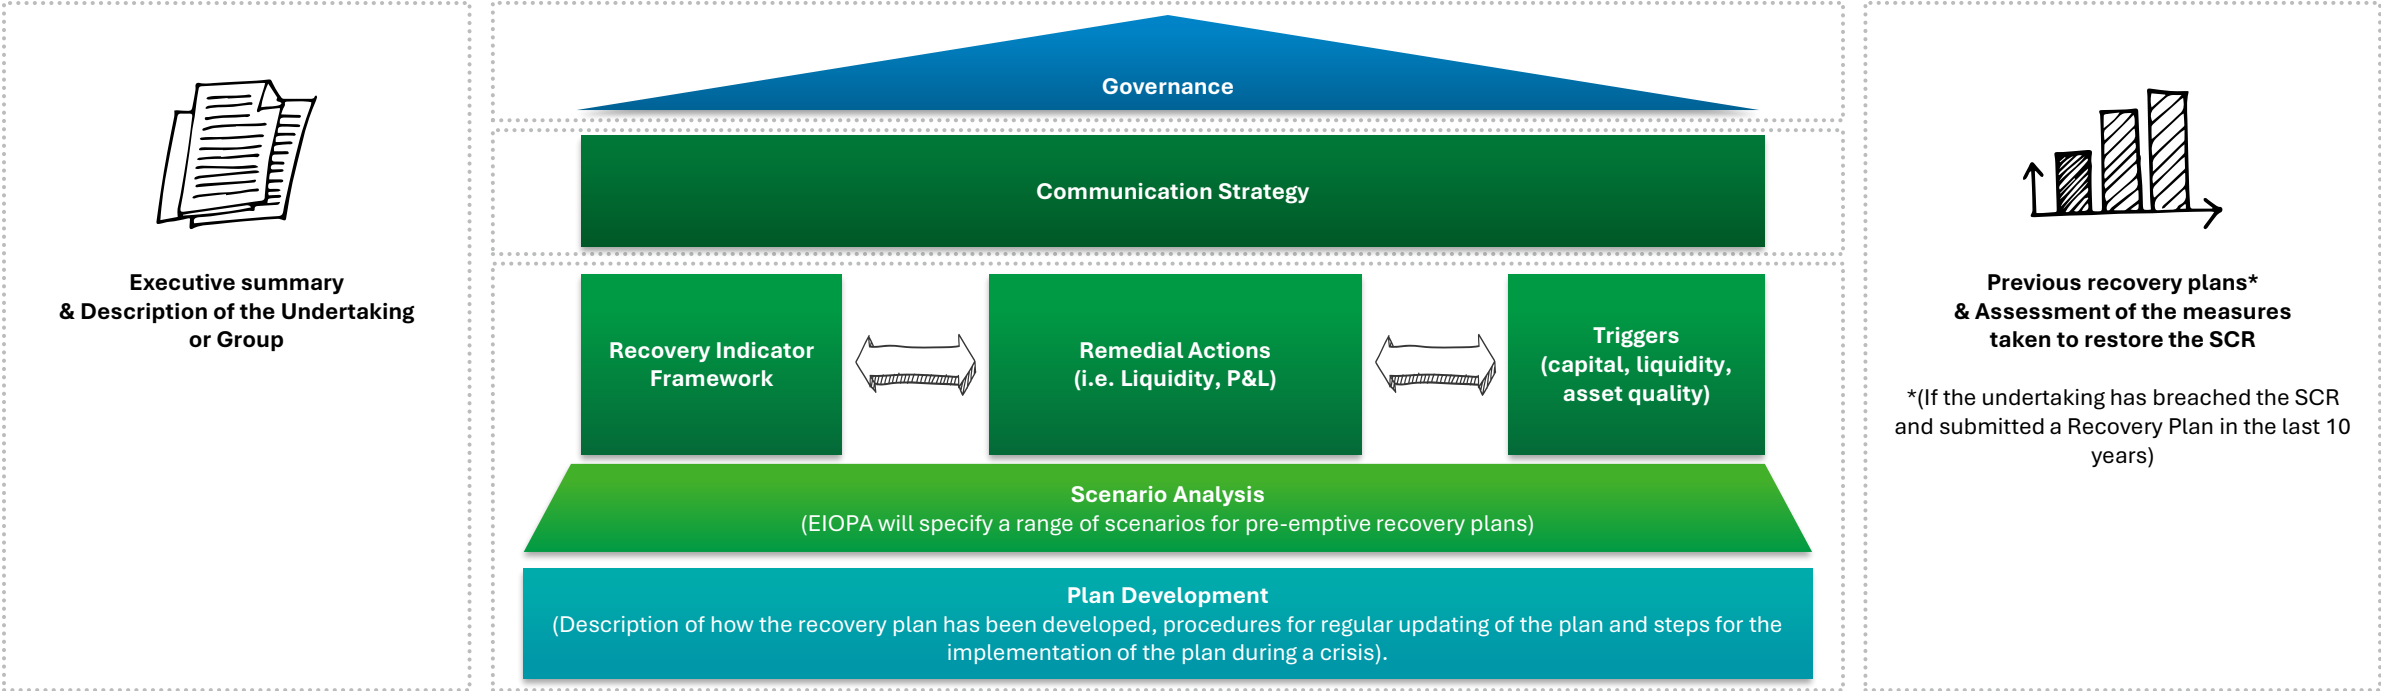 Executive summary
& Description of the Undertaking
or Group
Governance
Communication Strategy
Recovery Indicator
Framework
Remedial Actions
(i.e. Liquidity, P&L)
Triggers
(capital, liquidity,
asset quality)
Scenario Analysis
(EIOPA will specify a range of scenarios for pre-emptive recovery plans)
Plan Development
(Description of how the recovery plan has been developed, procedures for regular updating of the plan and steps for the
implementation of the plan during a crisis).
Previous recovery plans*
& Assessment of the measures
taken to restore the SCR
*(If the undertaking has breached the SCR
and submitted a Recovery Plan in the last 10
years)